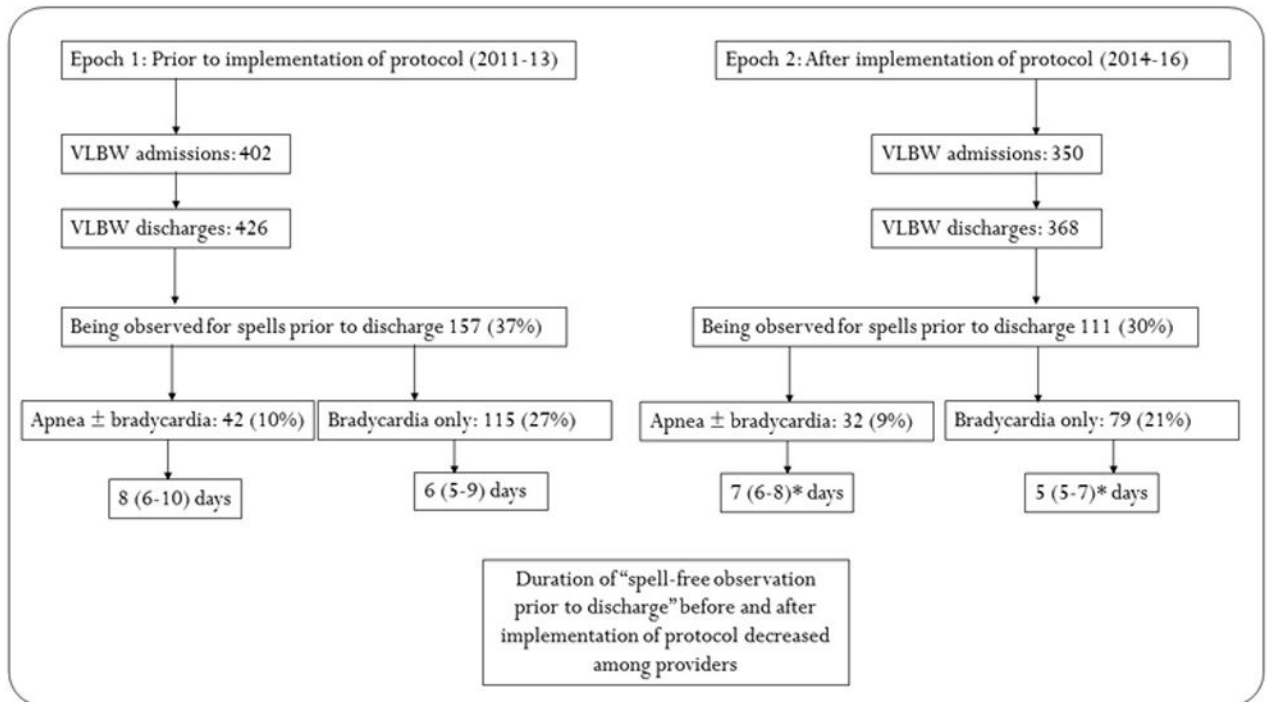 Epoch 1: Prior to implementation of protocol (2011-13)
VLBW admissions: 402
VLBW discharges: 426
Being observed for spells prior to discharge 157 (37%)
Apnea ± bradycardia: 42 (10%)
Bradycardia only: 115 (27%)
8 (6-10) days
6 (5-9) days
Epoch 2: After implementation of protocol (2014-16)
VLBW admissions: 350
VLBW discharges: 368
Being observed for spells prior to discharge 111 (30%)
Apnea ± bradycardia: 32 (9%)
Bradycardia only: 79 (21%)
7 (6-8)* days
5 (5-7)* days
Duration of “spell-free observation
prior to discharge” before and after
implementation of protocol decreased
among providers